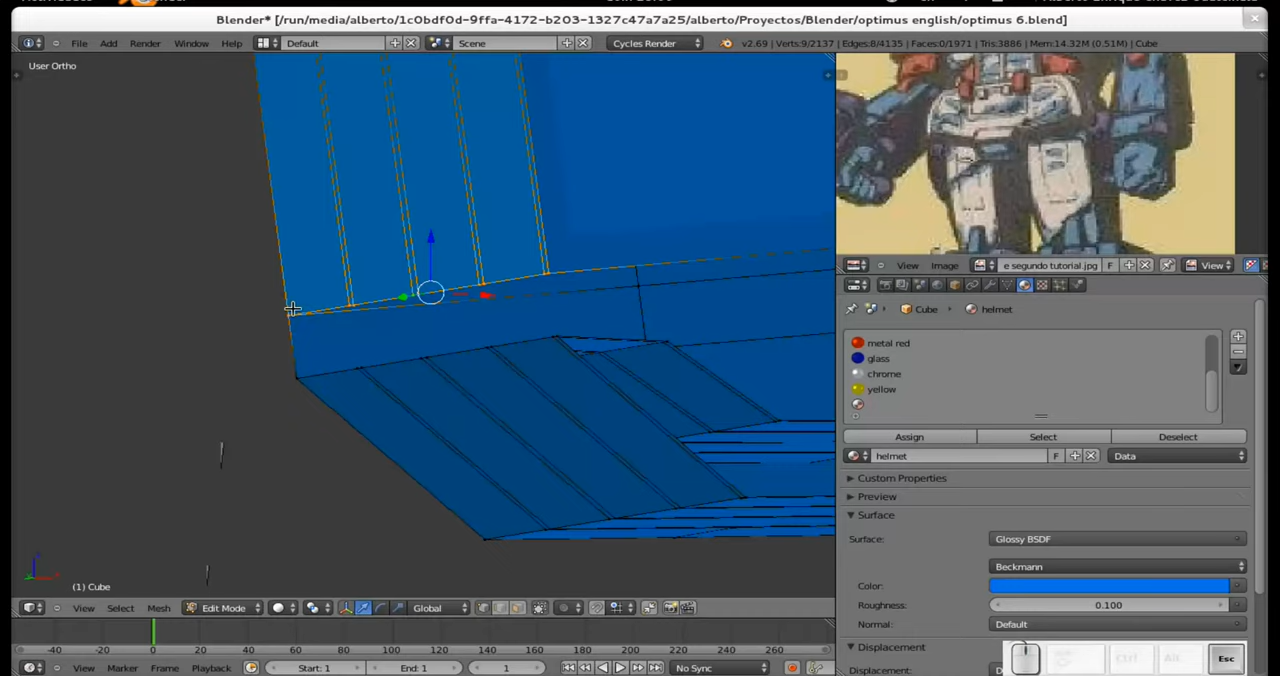 Blender* [/run/media/alberto/1c0bdf0d-9ffa-4172-b203-1327c47a7a25/alberto/Proyectos/Blender/optimus english/optimus 6.blend]
File Add Render Window Help Default Scene Cycles Render v2.69 | Verts:9/2137 | Edges:8/4135 | Faces:0/1971 | Tris:3886 | Mem:14.32M (0.51M) | Cube
User Ortho
View Image e segundo tutorial.jpg F View
Cube helmet
metal red
glass
chrome
yellow
Assign Select Deselect
helmet F Data
Custom Properties
Preview
Surface
Surface: Glossy BSDF
Beckmann
Color:
Roughness: 0.100
Normal: Default
Displacement
Displacement:
(1) Cube
View Select Mesh Edit Mode Global
-40 -20 0 20 40 60 80 100 120 140 160 180 200 220 240 260
View Marker Frame Playback Start: 1 End: 1 1 No Sync
Ctrl Alt Esc